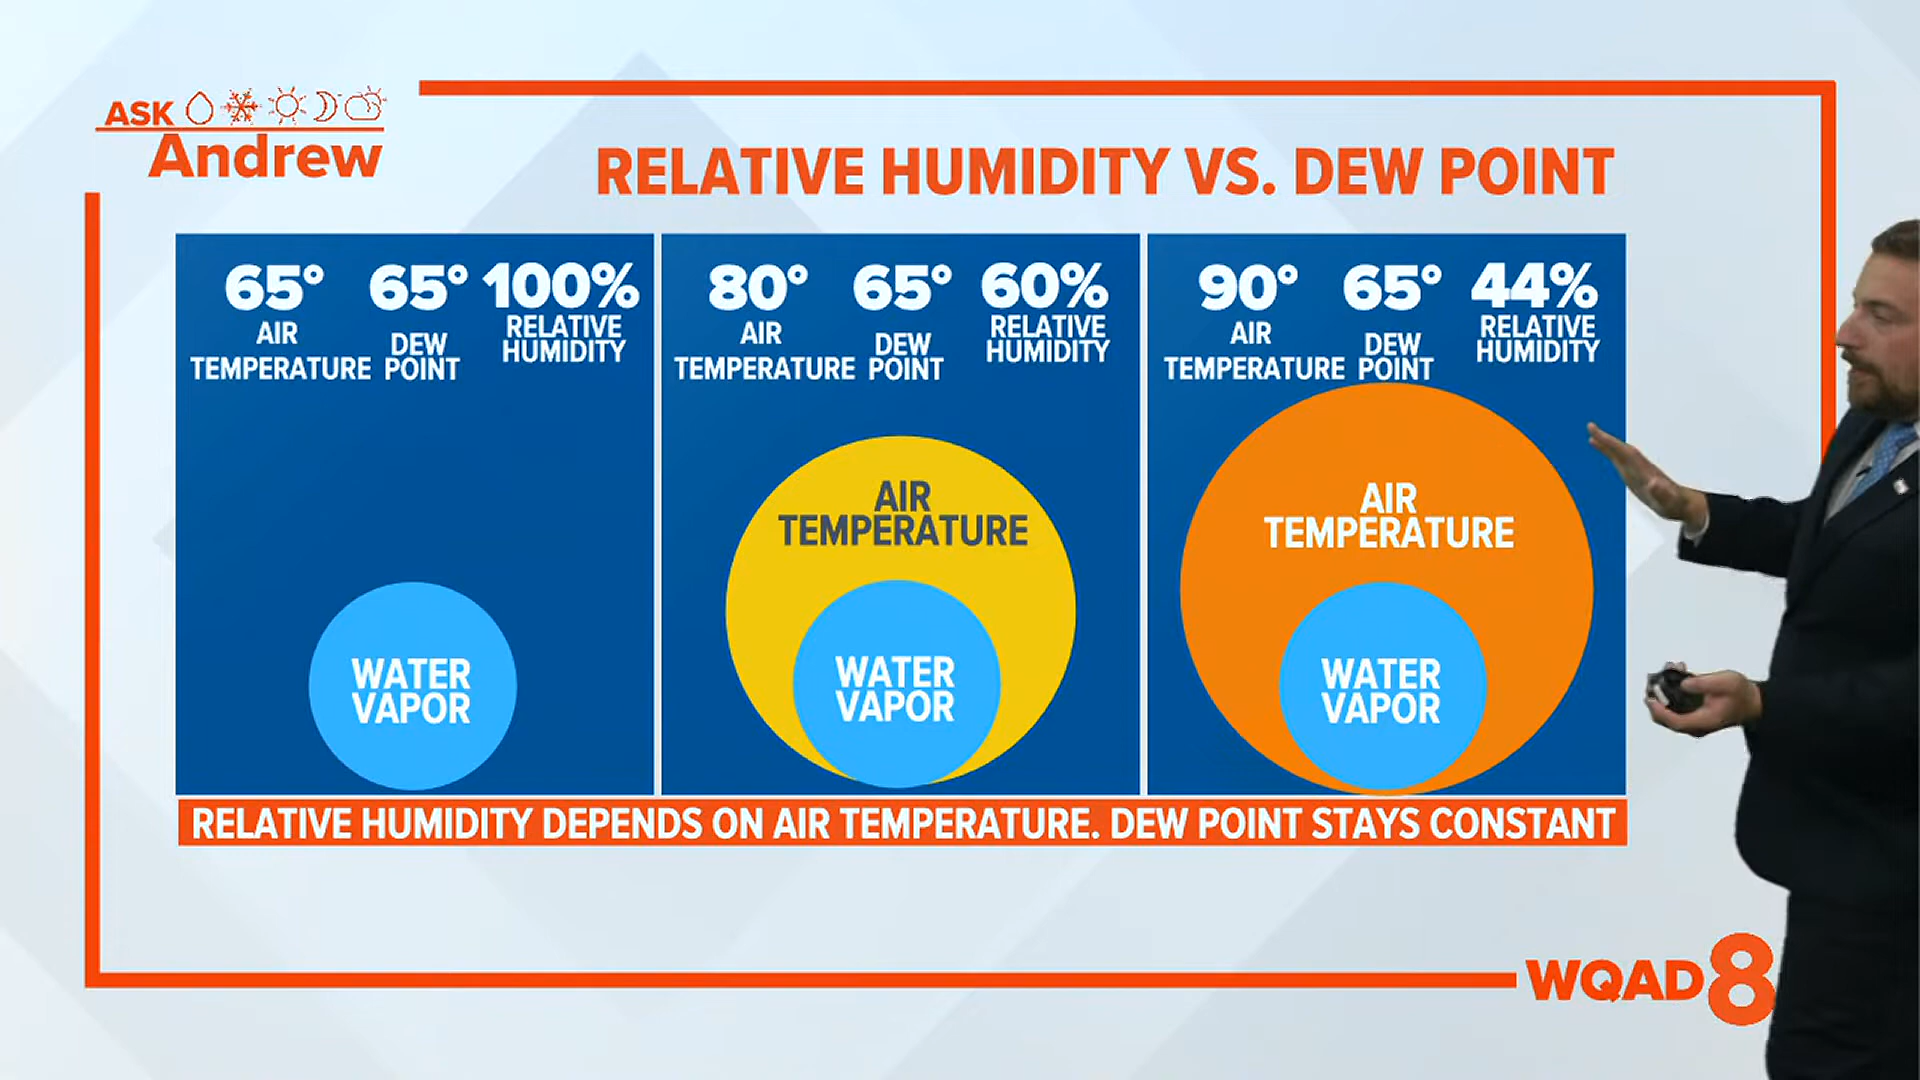 ASK
Andrew
RELATIVE HUMIDITY VS. DEW POINT
65° 65° 100%
AIR
TEMPERATURE
DEW
POINT
RELATIVE
HUMIDITY
WATER
VAPOR
80° 65° 60%
AIR
TEMPERATURE
DEW
POINT
RELATIVE
HUMIDITY
AIR
TEMPERATURE
WATER
VAPOR
90° 65° 44%
AIR
TEMPERATURE
DEW
POINT
RELATIVE
HUMIDITY
AIR
TEMPERATURE
WATER
VAPOR
RELATIVE HUMIDITY DEPENDS ON AIR TEMPERATURE. DEW POINT STAYS CONSTANT
WQAD8